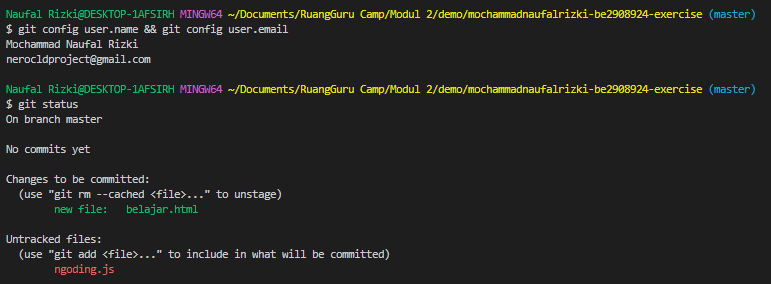 Naufal Rizki@DESKTOP-1AFSIRH MINGW64 ~/Documents/RuangGuru Camp/Modul 2/demo/mochammadnaufalrizki-be2908924-exercise (master)
$ git config user.name && git config user.email
Mochammad Naufal Rizki
nerocldproject@gmail.com
Naufal Rizki@DESKTOP-1AFSIRH MINGW64 ~/Documents/RuangGuru Camp/Modul 2/demo/mochammadnaufalrizki-be2908924-exercise (master)
$ git status
On branch master
No commits yet
Changes to be committed:
(use "git rm --cached <file>..." to unstage)
new file: belajar.html
Untracked files:
(use "git add <file>..." to include in what will be committed)
ngoding.js